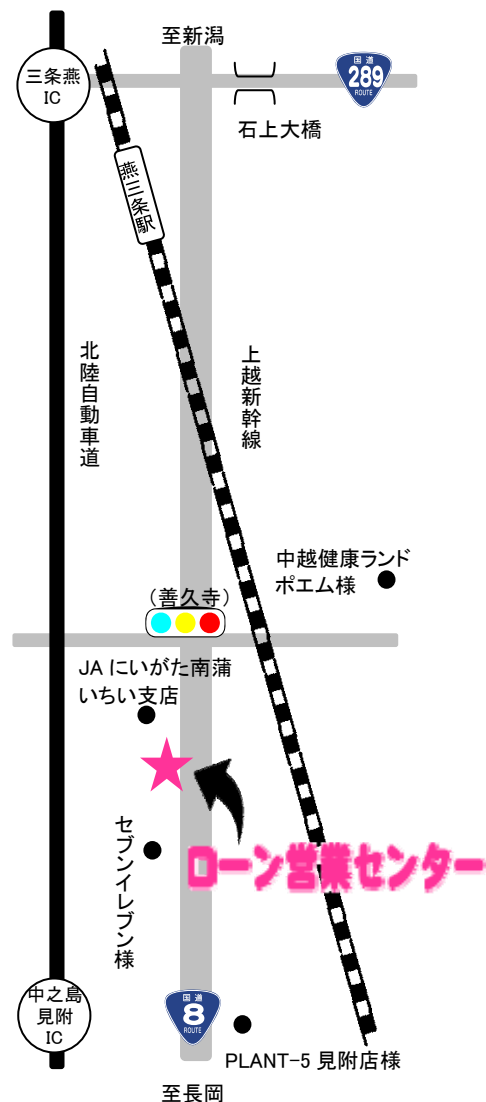 至新潟
三条燕
IC
国道
289
ROUTE
石上大橋
燕三条駅
北陸自動車道
上越新幹線
中越健康ランド
ポエム様
（善久寺）
JA にいがた南蒲
いちい支店
セブンイレブン様
ローン営業センター
中之島
見附
IC
国道
8
ROUTE
PLANT-5 見附店様
至長岡